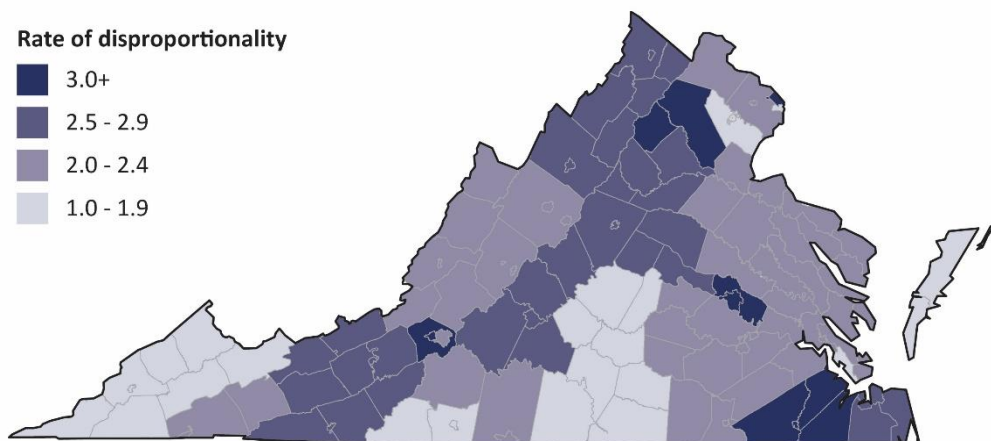 Rate of disproportionality
3.0+
2.5 - 2.9
2.0 - 2.4
1.0 - 1.9